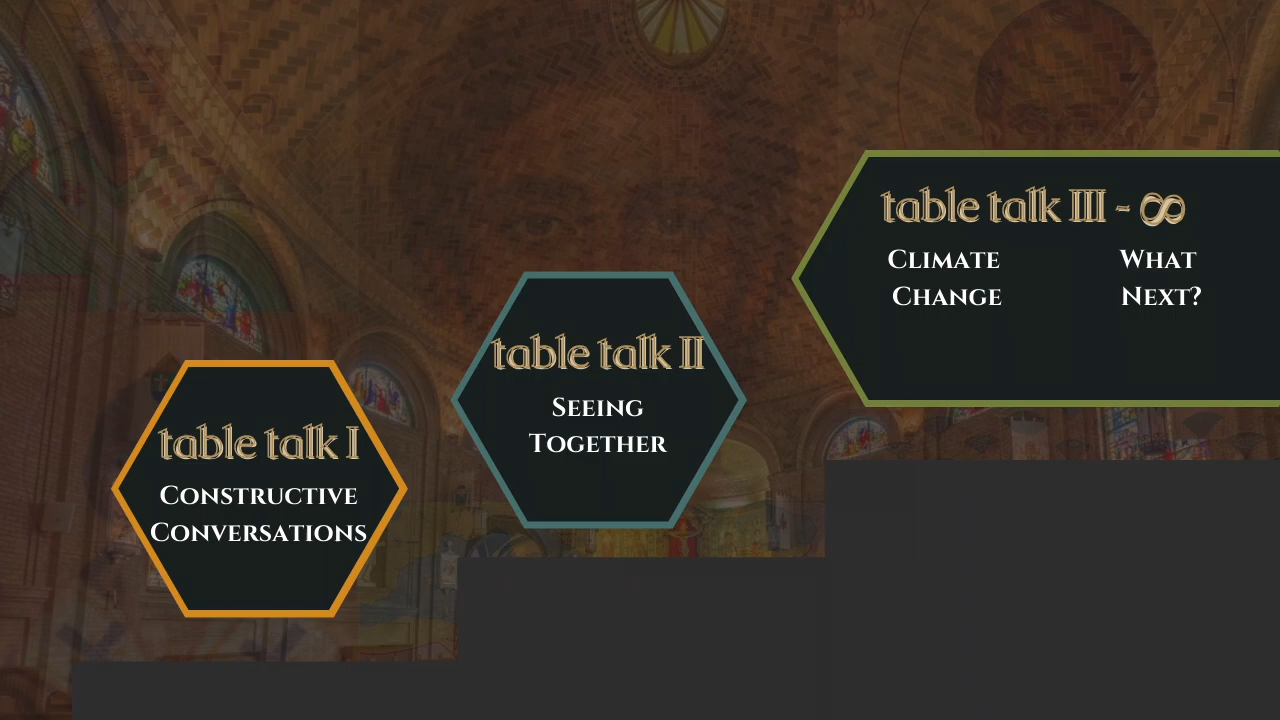 table talk I
Constructive
Conversations
table talk II
Seeing
Together
table talk III - ∞
Climate
Change
What
Next?